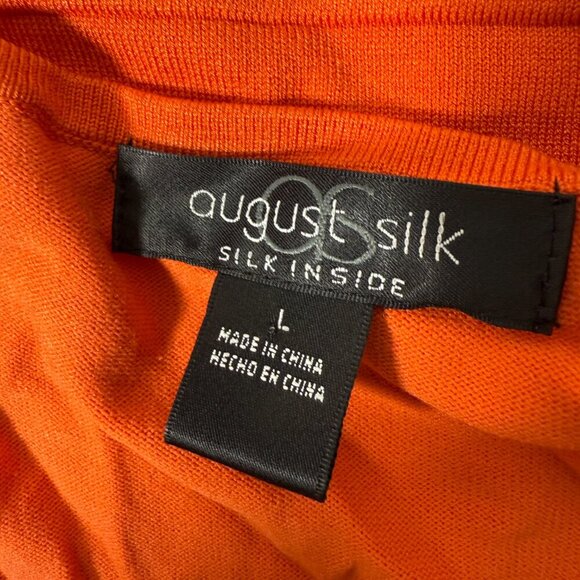 august silk
SILK INSIDE
L
MADE IN CHINA
HECHO EN CHINA